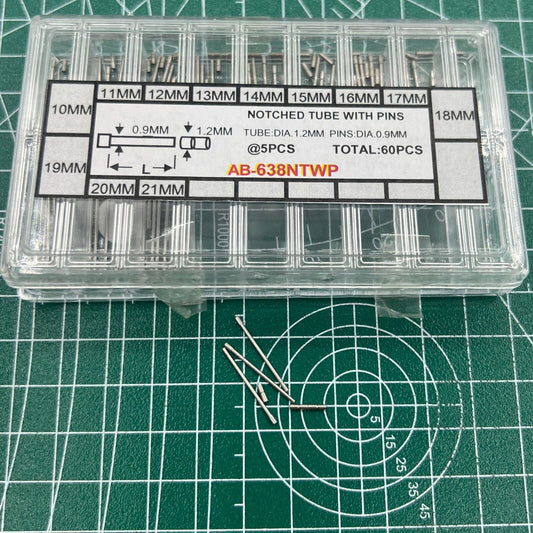 11MM 12MM 13MM 14MM 15MM 16MM 17MM
10MM 18MM
NOTCHED TUBE WITH PINS
0.9MM 1.2MM TUBE:DIA.1.2MM PINS:DIA.0.9MM
@5PCS TOTAL:60PCS
L
AB-638NTWP
19MM
20MM 21MM
R100
5
15
25
35
45